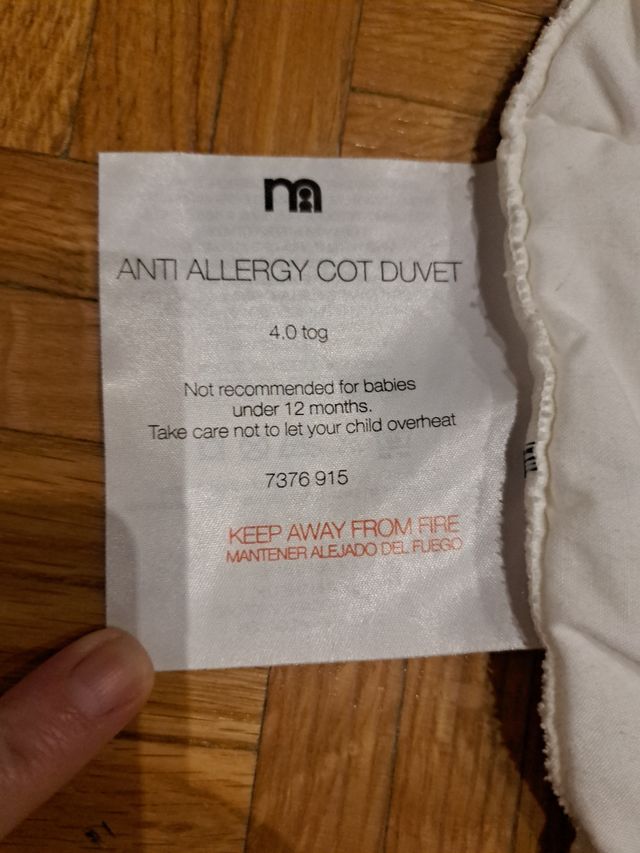 m
ANTI ALLERGY COT DUVET
4.0 tog
Not recommended for babies
under 12 months.
Take care not to let your child overheat
7376 915
KEEP AWAY FROM FIRE
MANTENER ALEJADO DEL FUEGO